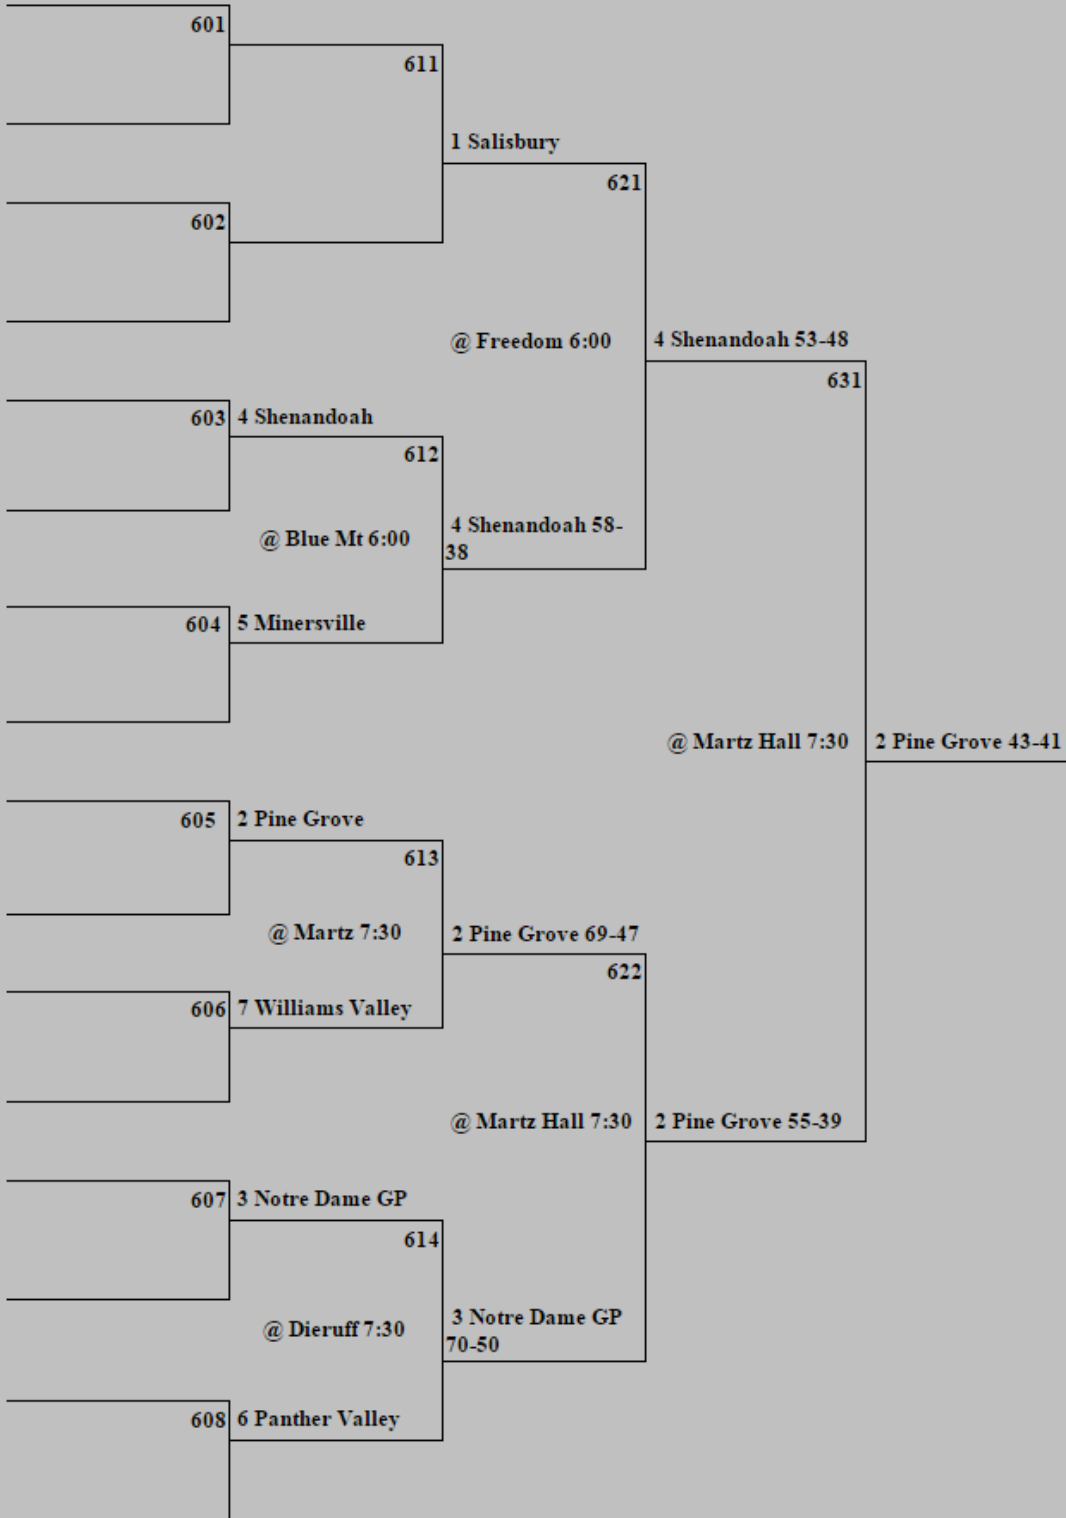 601
611
1 Salisbury
621
602
@ Freedom 6:00
4 Shenandoah 53-48
631
603
4 Shenandoah
612
@ Blue Mt 6:00
4 Shenandoah 58-
38
604
5 Minersville
@ Martz Hall 7:30
2 Pine Grove 43-41
605
2 Pine Grove
613
@ Martz 7:30
2 Pine Grove 69-47
622
606
7 Williams Valley
@ Martz Hall 7:30
2 Pine Grove 55-39
607
3 Notre Dame GP
614
@ Dieruff 7:30
3 Notre Dame GP
70-50
608
6 Panther Valley